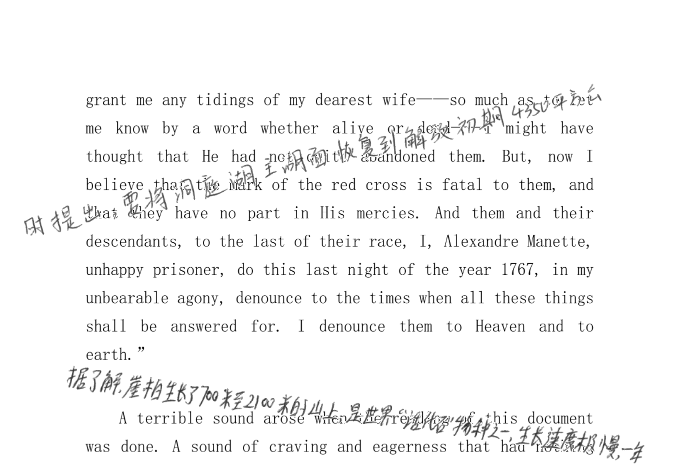 grant me any tidings of my dearest wife——so much as to let
me know by a word whether alive or dead might have
thought that He had not quite abandoned them. But, now I
believe that the mark of the red cross is fatal to them, and
that they have no part in His mercies. And them and their
descendants, to the last of their race, I, Alexandre Manette,
unhappy prisoner, do this last night of the year 1767, in my
unbearable agony, denounce to the times when all these things
shall be answered for. I denounce them to Heaven and to
earth.”
时提出，要将洞庭湖主湖面恢复到解放初期4350平方公
据了解，崖柏生长于700米至2100米的山上，是世界“活化石”物种之一，生长速度极慢，一年
A terrible sound arose when the reading of this document
was done. A sound of craving and eagerness that had